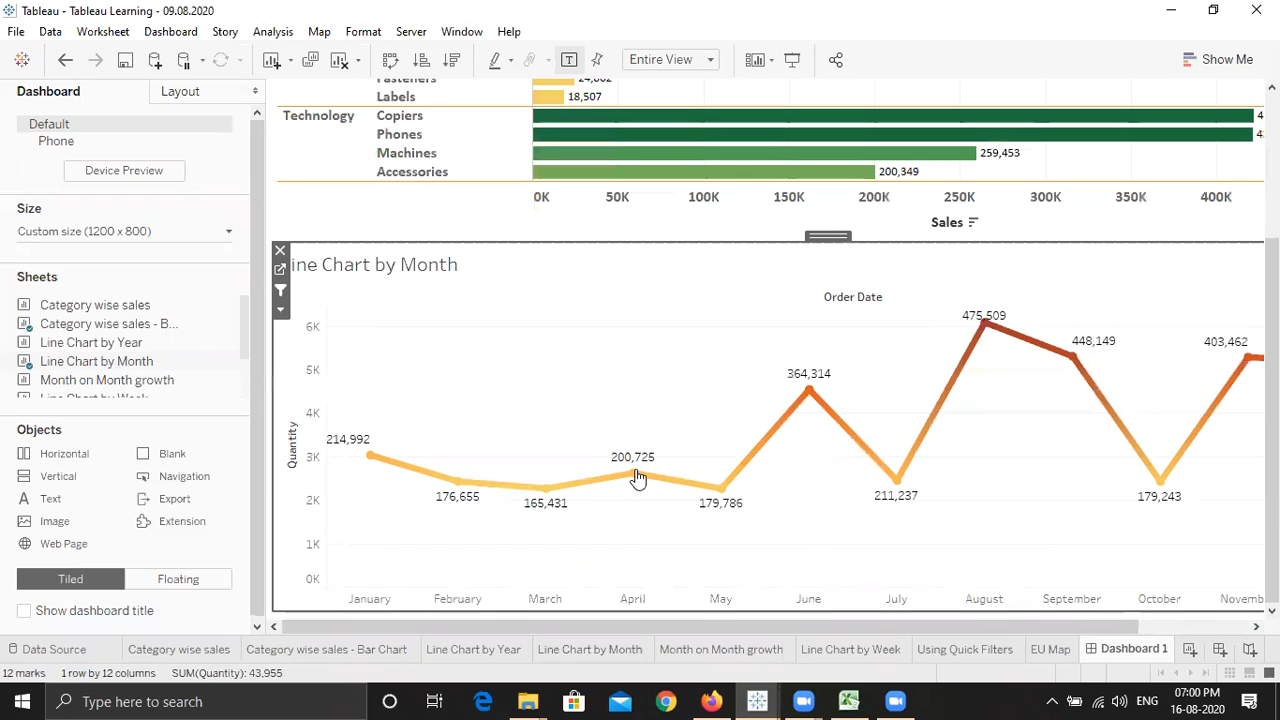 Tableau - Tableau Learning - 09.08.2020
File Data Worksheet Dashboard Story Analysis Map Format Server Window Help
Entire View
Show Me
Dashboard Layout
Default
Phone
Device Preview
Size
Custom size (1200 x 800)
Sheets
Category wise sales
Category wise sales - B...
Line Chart by Year
Line Chart by Month
Month on Month growth
Objects
Horizontal Blank
Vertical Navigation
Text Export
Image Extension
Web Page
Tiled Floating
Show dashboard title
Labels 18,507
Technology Copiers
Phones
Machines 259,453
Accessories 200,349
0K 50K 100K 150K 200K 250K 300K 350K 400K
Sales
ine Chart by Month
Order Date
Quantity
6K
5K
4K
3K
2K
1K
0K
214,992
176,655
165,431
200,725
179,786
364,314
211,237
475,509
448,149
179,243
403,462
January February March April May June July August September October Novemb
Data Source Category wise sales Category wise sales - Bar Chart Line Chart by Year Line Chart by Month Month on Month growth Line Chart by Week Using Quick Filters EU Map Dashboard 1
12 marks 1 row by 12 columns SUM(Quantity): 43,955
Type here to search
ENG
07:00 PM
16-08-2020